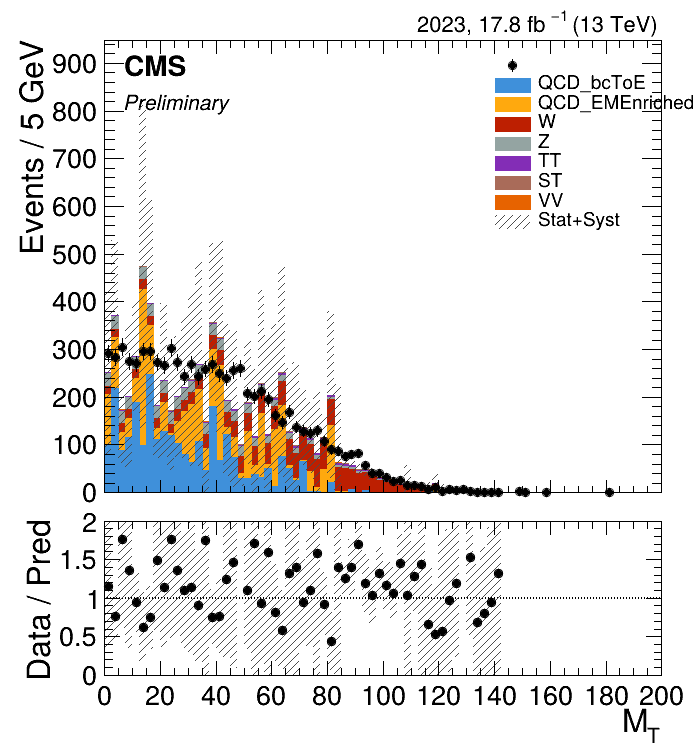 2023, 17.8 fb⁻¹ (13 TeV)
Events / 5 GeV
900
800
700
600
500
400
300
200
100
0
CMS
Preliminary
QCD_bcToE
QCD_EMEnriched
W
Z
TT
ST
VV
Stat+Syst
Data / Pred
2
1.5
1
0.5
0
0 20 40 60 80 100 120 140 160 180 200
M_T